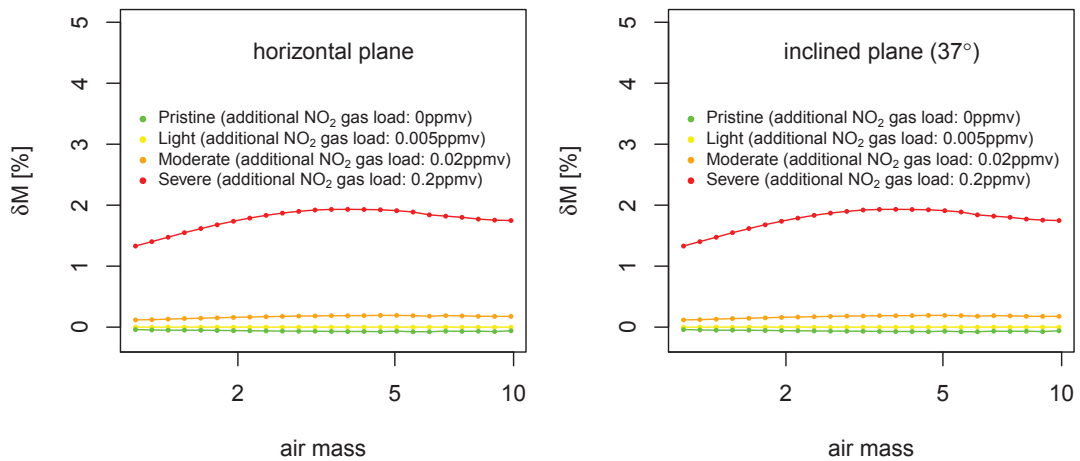 horizontal plane
Pristine (additional NO₂ gas load: 0ppmv)
Light (additional NO₂ gas load: 0.005ppmv)
Moderate (additional NO₂ gas load: 0.02ppmv)
Severe (additional NO₂ gas load: 0.2ppmv)
δM [%]
0
1
2
3
4
5
2
5
10
air mass
inclined plane (37°)
Pristine (additional NO₂ gas load: 0ppmv)
Light (additional NO₂ gas load: 0.005ppmv)
Moderate (additional NO₂ gas load: 0.02ppmv)
Severe (additional NO₂ gas load: 0.2ppmv)
δM [%]
0
1
2
3
4
5
2
5
10
air mass